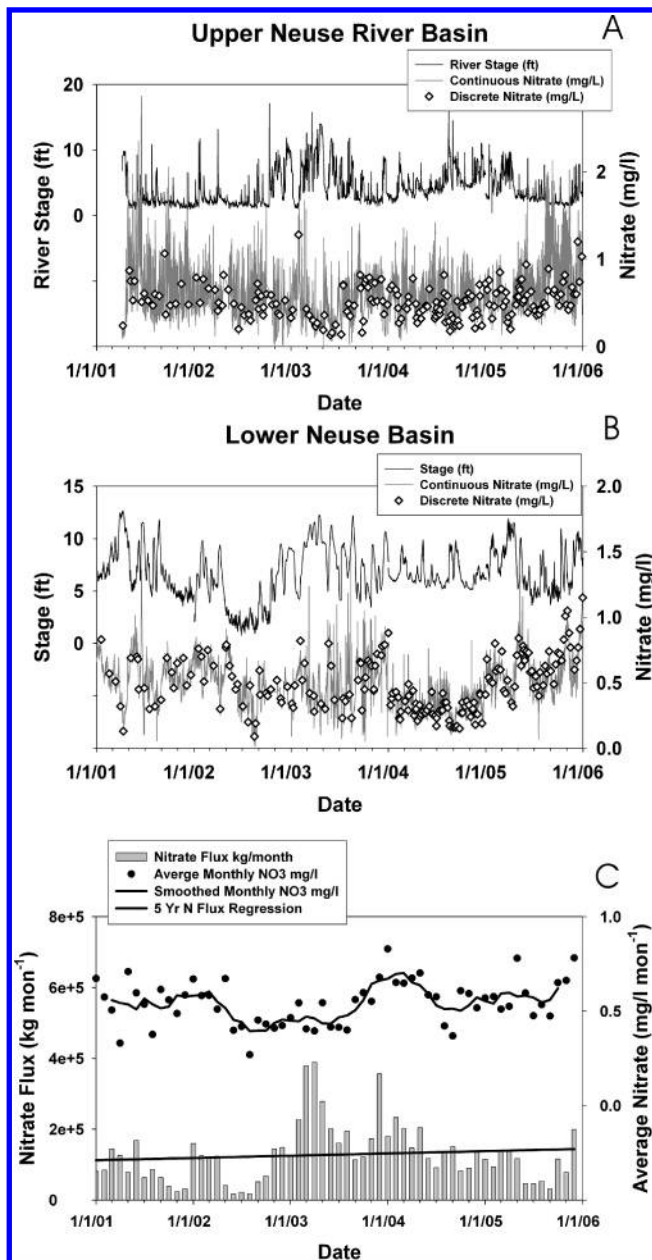 A
Upper Neuse River Basin
River Stage (ft)
Continuous Nitrate (mg/L)
Discrete Nitrate (mg/L)
20
10
0
2
1
0
River Stage (ft)
Nitrate (mg/l)
1/1/01 1/1/02 1/1/03 1/1/04 1/1/05 1/1/06
Date
B
Lower Neuse Basin
Stage (ft)
Continuous Nitrate (mg/L)
Discrete Nitrate (mg/L)
15
10
5
0
2.0
1.5
1.0
0.5
0.0
Stage (ft)
Nitrate (mg/l)
1/1/01 1/1/02 1/1/03 1/1/04 1/1/05 1/1/06
Date
C
Nitrate Flux kg/month
Averge Monthly NO3 mg/l
Smoothed Monthly NO3 mg/l
5 Yr N Flux Regression
8e+5
6e+5
4e+5
2e+5
0
1.0
0.5
0.0
Nitrate Flux (kg mon⁻¹)
Average Nitrate (mg/l mon⁻¹)
1/1/01 1/1/02 1/1/03 1/1/04 1/1/05 1/1/06
Date